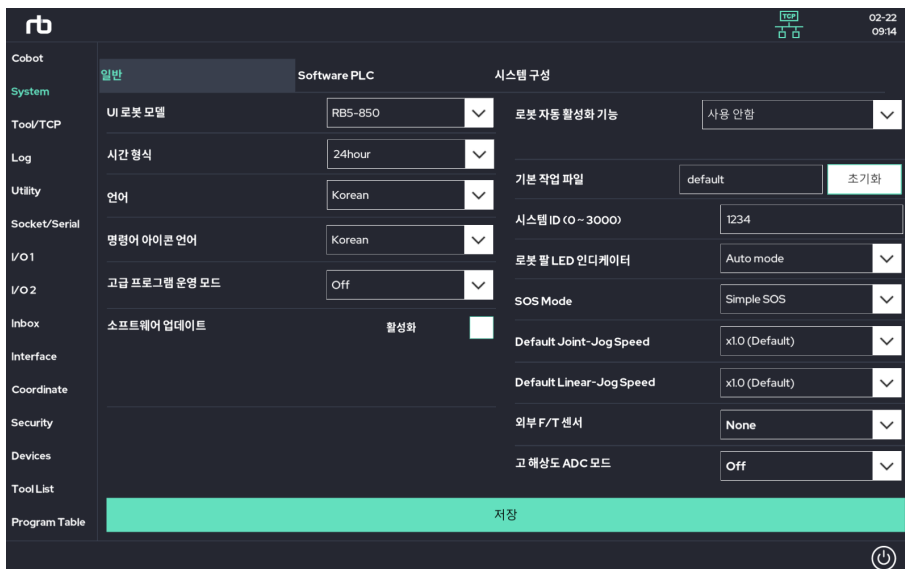 rb
TCP
02-22
09:14
Cobot
System
Tool/TCP
Log
Utility
Socket/Serial
I/O 1
I/O 2
Inbox
Interface
Coordinate
Security
Devices
Tool List
Program Table
일반
Software PLC
시스템 구성
UI 로봇 모델
RB5-850
시간 형식
24hour
언어
Korean
명령어 아이콘 언어
Korean
고급 프로그램 운영 모드
Off
소프트웨어 업데이트
활성화
로봇 자동 활성화 기능
사용 안함
기본 작업 파일
default
초기화
시스템 ID (0 ~ 3000)
1234
로봇 팔 LED 인디케이터
Auto mode
SOS Mode
Simple SOS
Default Joint-Jog Speed
x1.0 (Default)
Default Linear-Jog Speed
x1.0 (Default)
외부 F/T 센서
None
고 해상도 ADC 모드
Off
저장